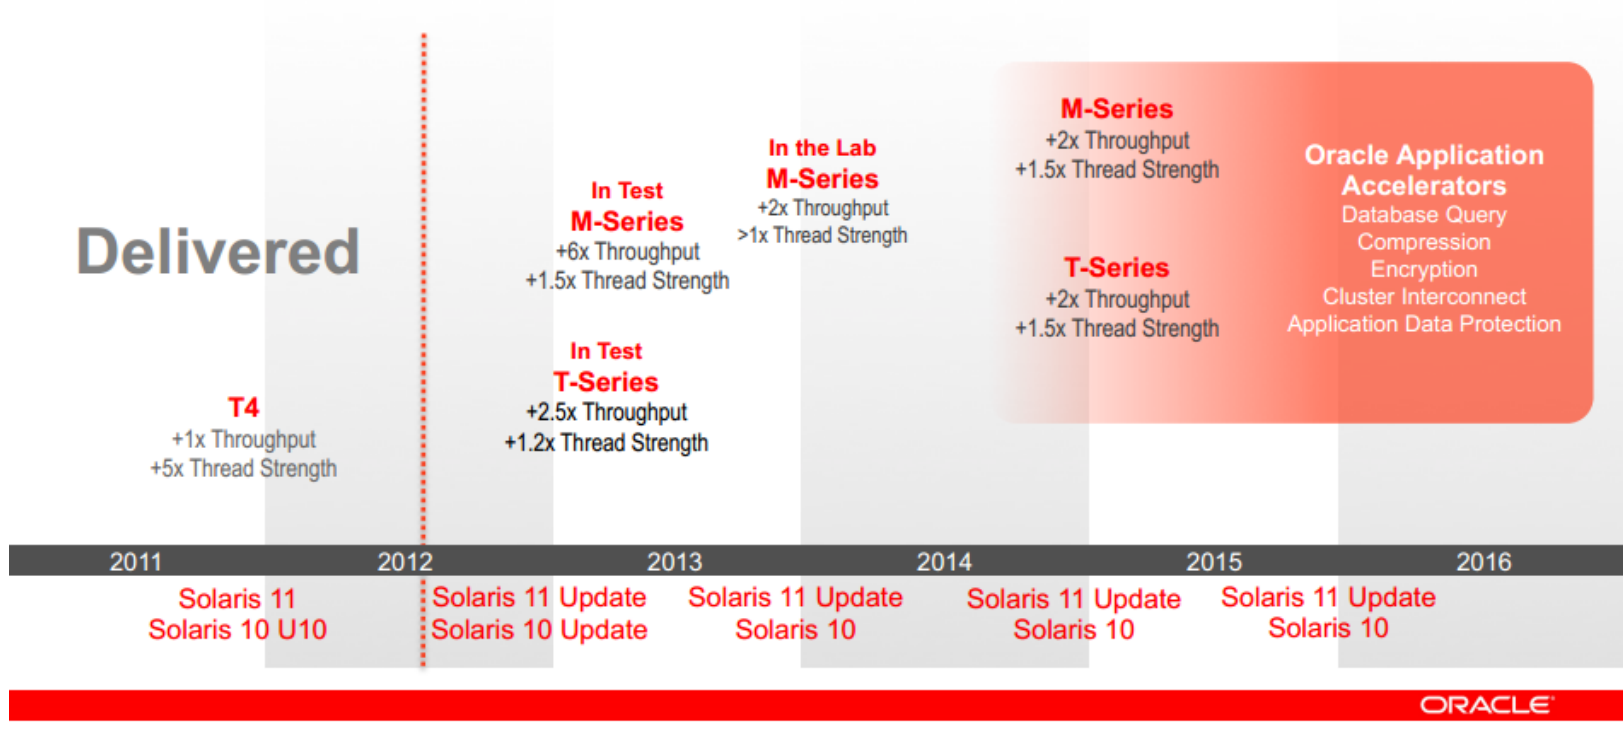 Delivered
T4
+1x Throughput
+5x Thread Strength
In Test
M-Series
+6x Throughput
+1.5x Thread Strength
In Test
T-Series
+2.5x Throughput
+1.2x Thread Strength
In the Lab
M-Series
+2x Throughput
>1x Thread Strength
M-Series
+2x Throughput
+1.5x Thread Strength
T-Series
+2x Throughput
+1.5x Thread Strength
Oracle Application
Accelerators
Database Query
Compression
Encryption
Cluster Interconnect
Application Data Protection
2011 2012 2013 2014 2015 2016
Solaris 11
Solaris 10 U10
Solaris 11 Update
Solaris 10 Update
Solaris 11 Update
Solaris 10
Solaris 11 Update
Solaris 10
Solaris 11 Update
Solaris 10
ORACLE